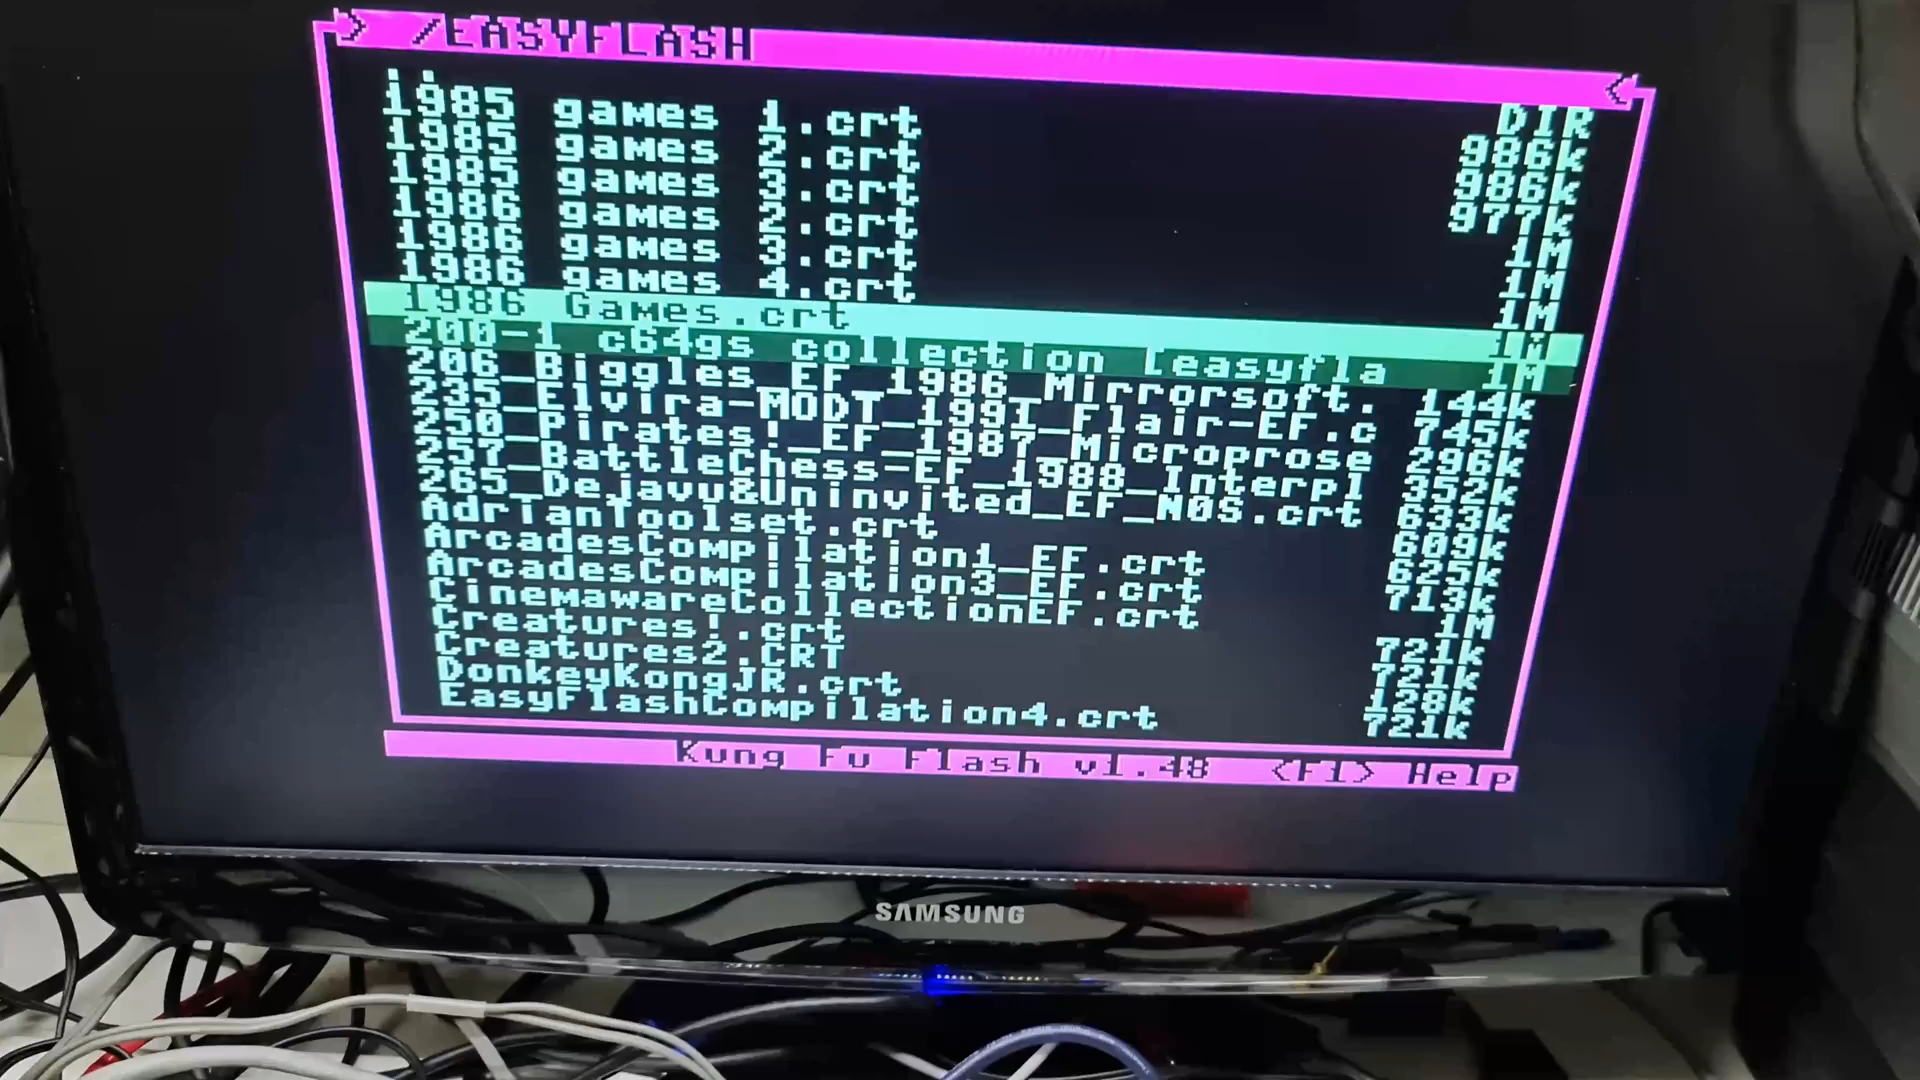 > /EASYFLASH <
.. DIR
1985 games 1.crt 986k
1985 games 2.crt 986k
1985 games 3.crt 977k
1986 games 2.crt 1M
1986 games 3.crt 1M
1986 games 4.crt 1M
1986 Games.crt 1M
200-1 c64gs collection [easyfla 1M
206_Biggles_EF_1986_Mirrorsoft. 144k
235_Elvira-MODT_1991_Flair-EF.c 745k
250_Pirates!_EF_1987_Microprose 296k
257_BattleChess-EF_1988_Interpl 352k
265_Dejavu&Uninvited_EF_N0S.crt 633k
AdrianToolset.crt 609k
ArcadesCompilation1_EF.crt 625k
ArcadesCompilation3_EF.crt 713k
CinemawareCollectionEF.crt 1M
Creatures!.crt 721k
Creatures2.CRT 721k
DonkeyKongJR.crt 128k
EasyFlashCompilation4.crt 721k
Kung Fu Flash v1.48 <F1> Help
SAMSUNG